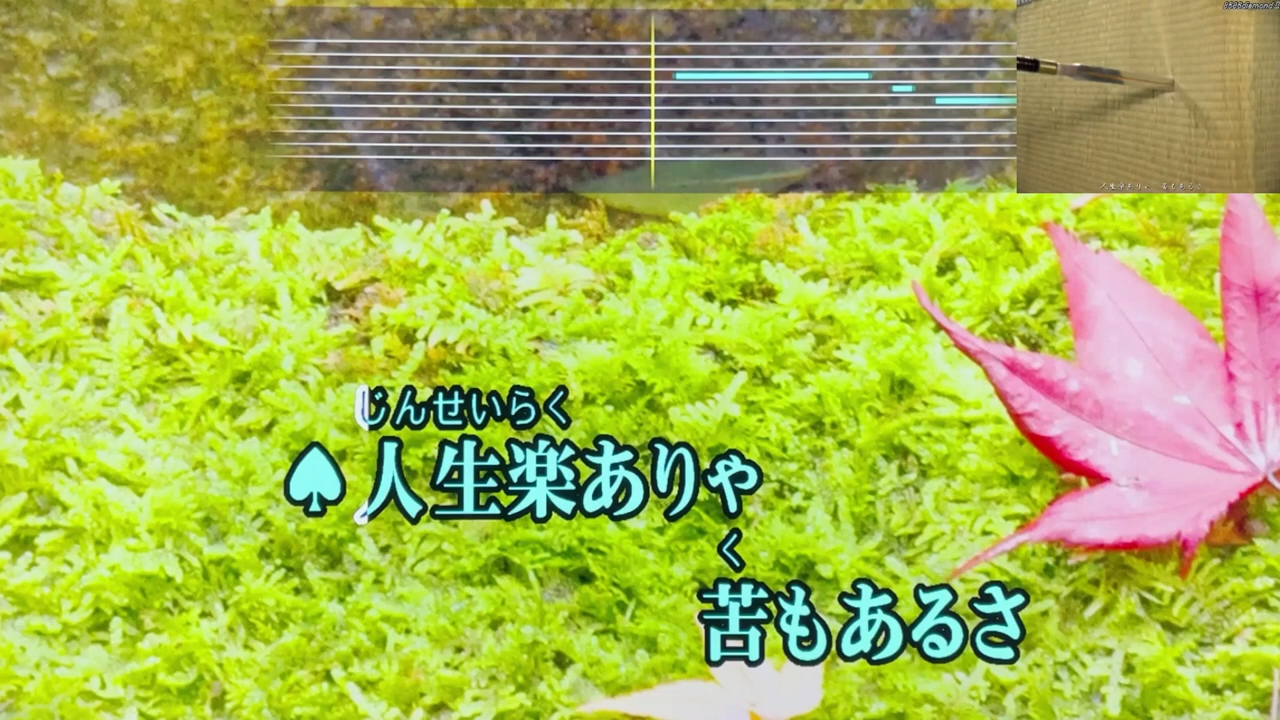 じんせいらく
♠人生楽ありゃ
く
苦もあるさ